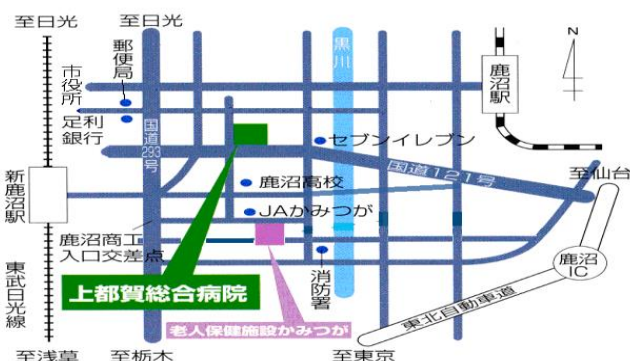 至日光
至日光
郵便局
市役所
足利
銀行
国道
293
号
黒川
鹿沼駅
N
セブンイレブン
国道121号
至仙台
新鹿沼駅
鹿沼高校
JAかみつが
鹿沼商工
入口交差点
上都賀総合病院
消防署
鹿沼
IC
東北自動車道
東武日光線
老人保健施設かみつが
至浅草
至栃木
至東京